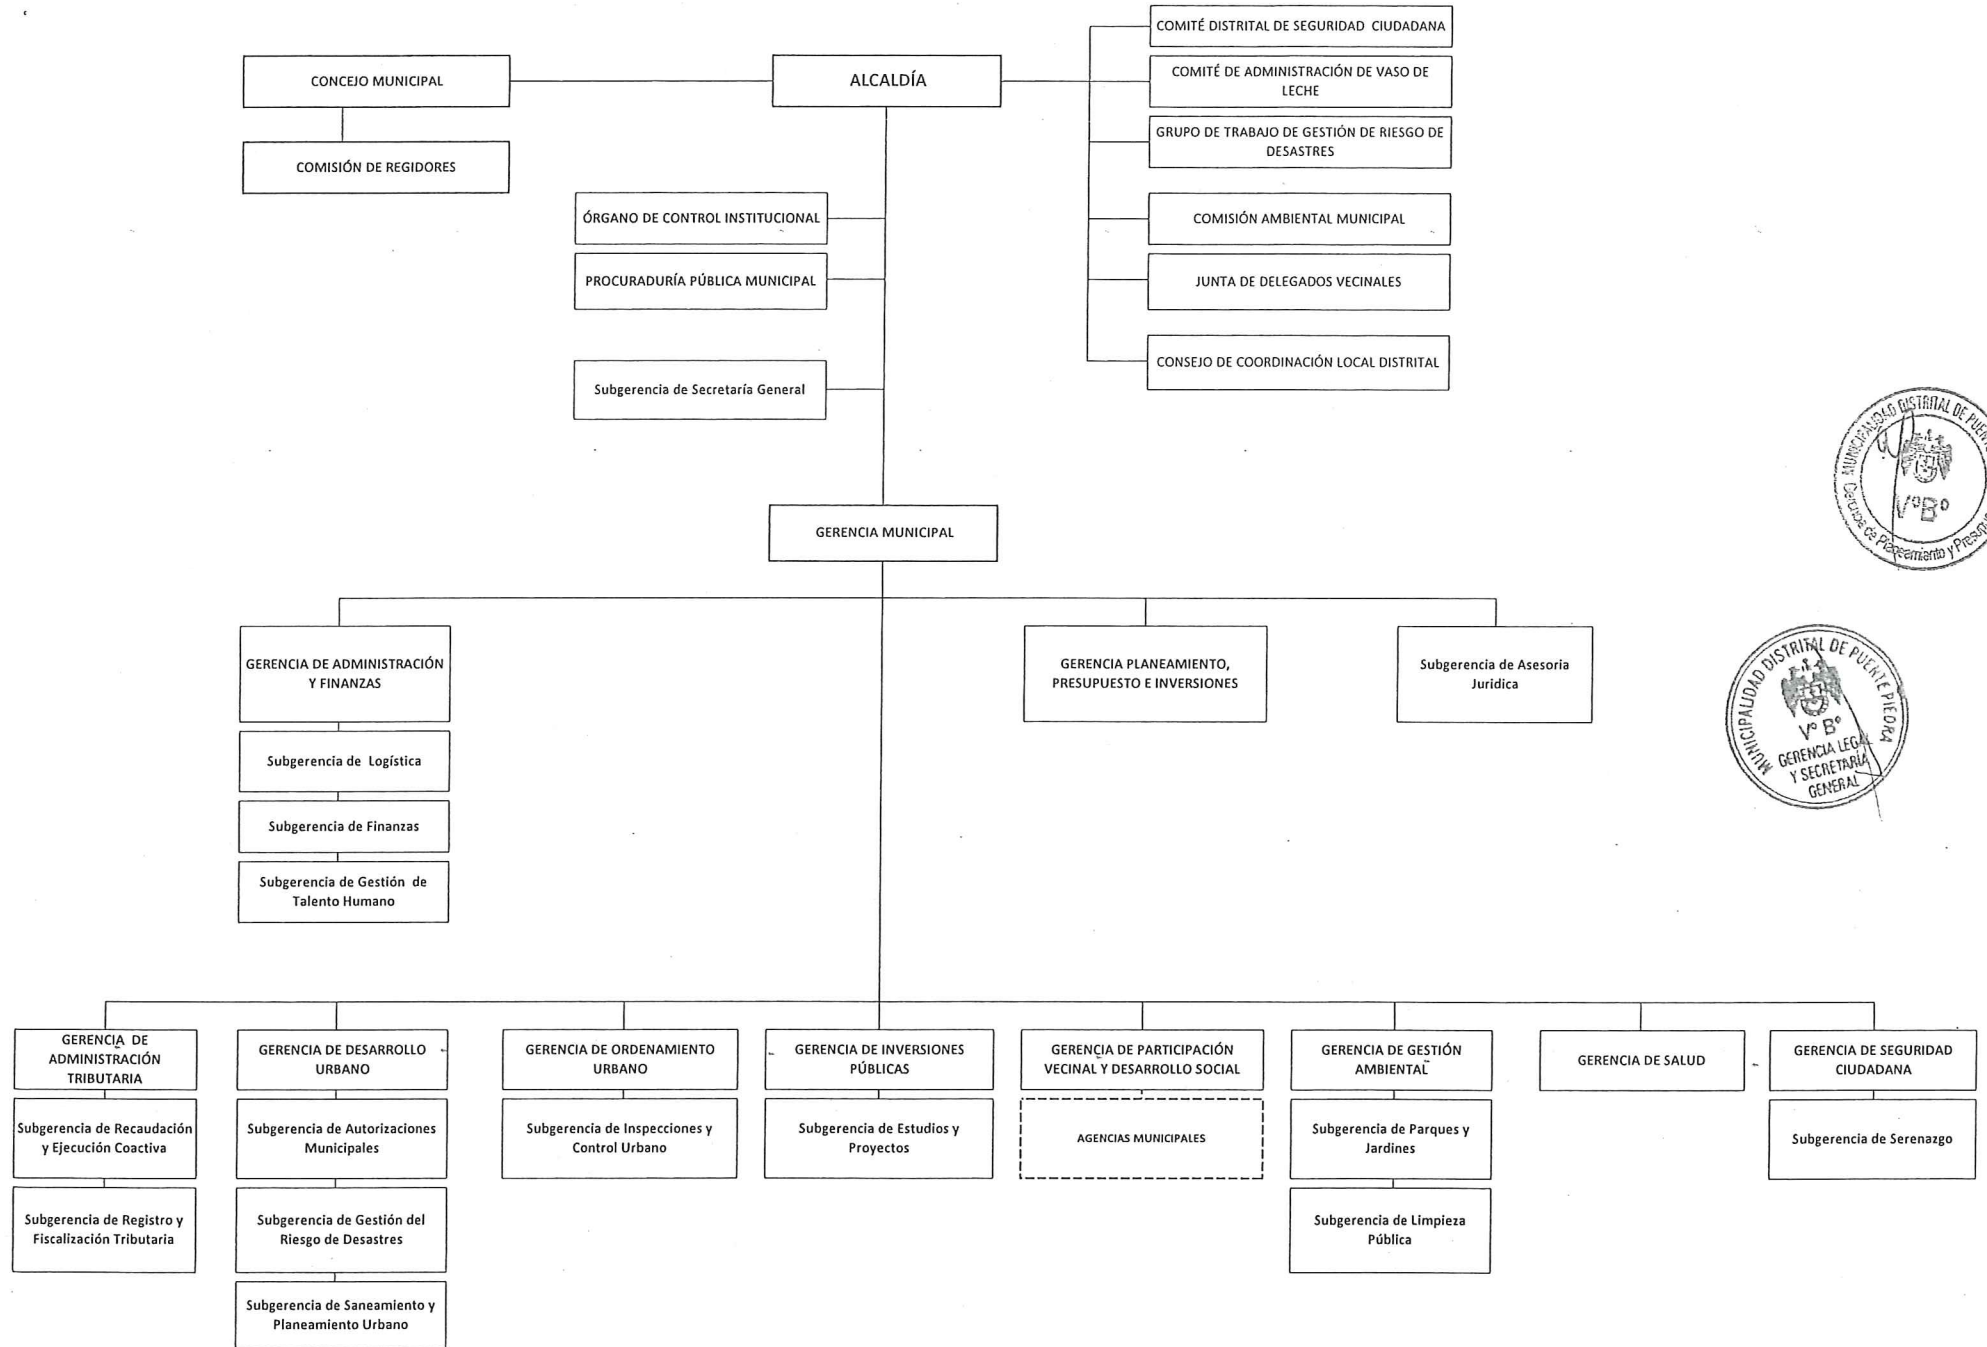 COMITÉ DISTRITAL DE SEGURIDAD CIUDADANA
CONCEJO MUNICIPAL
ALCALDÍA
COMITÉ DE ADMINISTRACIÓN DE VASO DE
LECHE
GRUPO DE TRABAJO DE GESTIÓN DE RIESGO DE
DESASTRES
COMISIÓN DE REGIDORES
ÓRGANO DE CONTROL INSTITUCIONAL
COMISIÓN AMBIENTAL MUNICIPAL
PROCURADURÍA PÚBLICA MUNICIPAL
JUNTA DE DELEGADOS VECINALES
CONSEJO DE COORDINACIÓN LOCAL DISTRITAL
Subgerencia de Secretaría General
MUNICIPALIDAD DISTRITAL DE
V°B°
Gerencia de Planeamiento y
GERENCIA MUNICIPAL
GERENCIA DE ADMINISTRACIÓN
Y FINANZAS
GERENCIA PLANEAMIENTO,
PRESUPUESTO E INVERSIONES
Subgerencia de Asesoria
Juridica
MUNICIPALIDAD DISTRITAL DE PUENTE PIEDRA
V° B°
GERENCIA LEGAL
Y SECRETARÍA
GENERAL
Subgerencia de Logística
Subgerencia de Finanzas
Subgerencia de Gestión de
Talento Humano
GERENCIA DE
ADMINISTRACIÓN
TRIBUTARIA
GERENCIA DE DESARROLLO
URBANO
GERENCIA DE ORDENAMIENTO
URBANO
GERENCIA DE INVERSIONES
PÚBLICAS
GERENCIA DE PARTICIPACIÓN
VECINAL Y DESARROLLO SOCIAL
GERENCIA DE GESTIÓN
AMBIENTAL
GERENCIA DE SALUD
GERENCIA DE SEGURIDAD
CIUDADANA
Subgerencia de Recaudación
y Ejecución Coactiva
Subgerencia de Autorizaciones
Municipales
Subgerencia de Inspecciones y
Control Urbano
Subgerencia de Estudios y
Proyectos
AGENCIAS MUNICIPALES
Subgerencia de Parques y
Jardines
Subgerencia de Serenazgo
Subgerencia de Registro y
Fiscalización Tributaria
Subgerencia de Gestión del
Riesgo de Desastres
Subgerencia de Limpieza
Pública
Subgerencia de Saneamiento y
Planeamiento Urbano